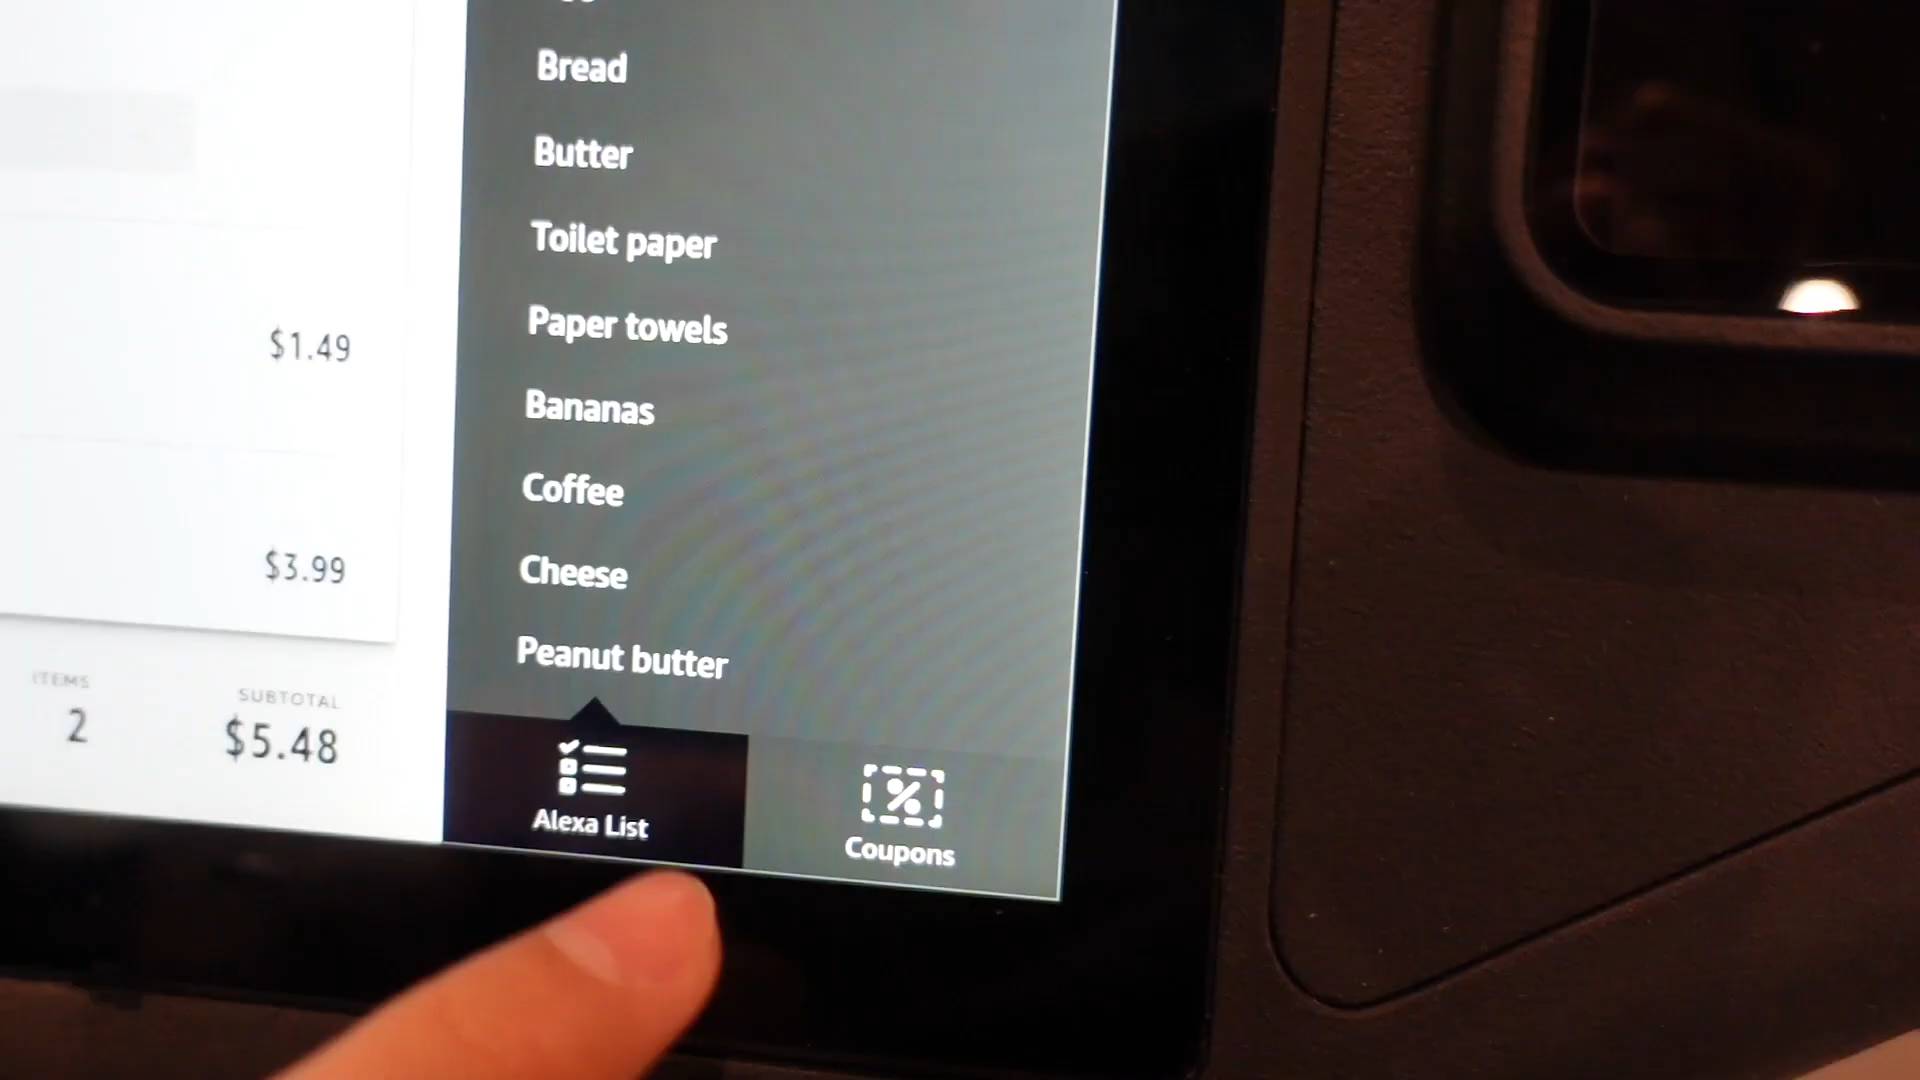 Bread
Butter
Toilet paper
Paper towels
Bananas
Coffee
Cheese
Peanut butter
$1.49
$3.99
ITEMS
2
SUBTOTAL
$5.48
Alexa List
Coupons